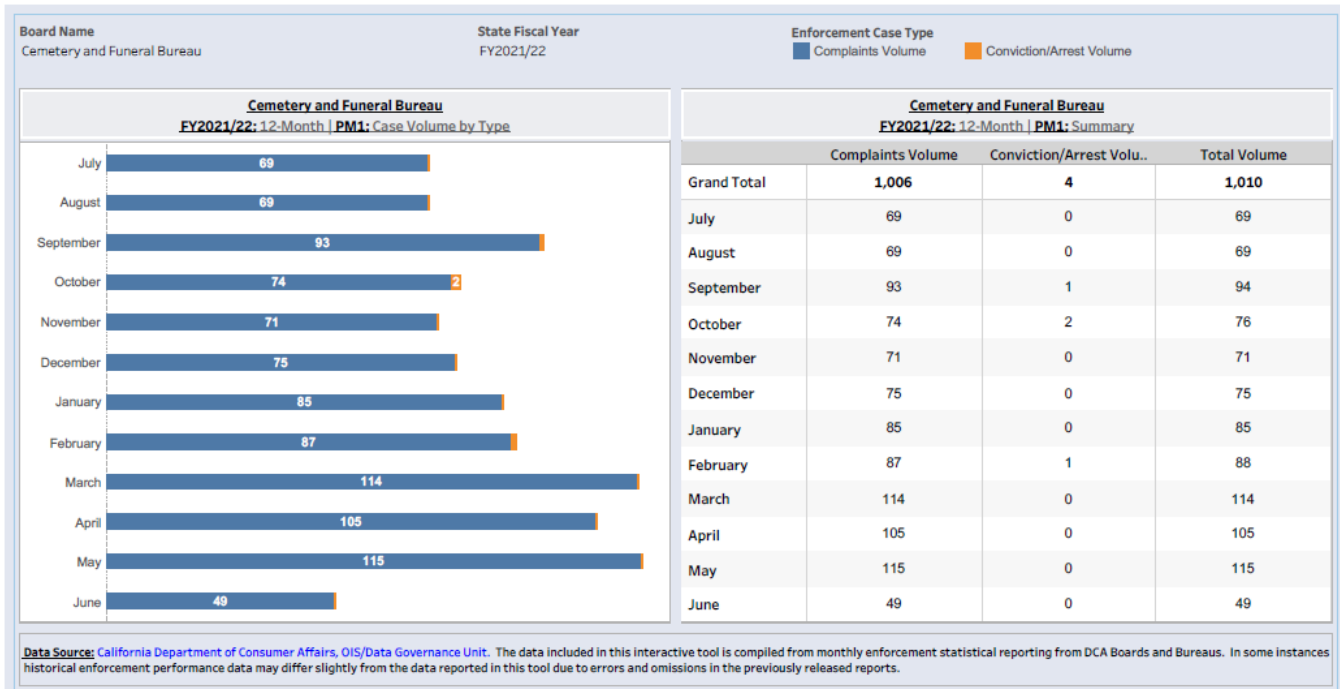 Board Name
Cemetery and Funeral Bureau
State Fiscal Year
FY2021/22
Enforcement Case Type
Complaints Volume Conviction/Arrest Volume
Cemetery and Funeral Bureau
FY2021/22: 12-Month | PM1: Case Volume by Type
July 69
August 69
September 93
October 74 2
November 71
December 75
January 85
February 87
March 114
April 105
May 115
June 49
Cemetery and Funeral Bureau
FY2021/22: 12-Month | PM1: Summary
Complaints Volume Conviction/Arrest Volu.. Total Volume
Grand Total 1,006 4 1,010
July 69 0 69
August 69 0 69
September 93 1 94
October 74 2 76
November 71 0 71
December 75 0 75
January 85 0 85
February 87 1 88
March 114 0 114
April 105 0 105
May 115 0 115
June 49 0 49
Data Source: California Department of Consumer Affairs, OIS/Data Governance Unit. The data included in this interactive tool is compiled from monthly enforcement statistical reporting from DCA Boards and Bureaus. In some instances
historical enforcement performance data may differ slightly from the data reported in this tool due to errors and omissions in the previously released reports.